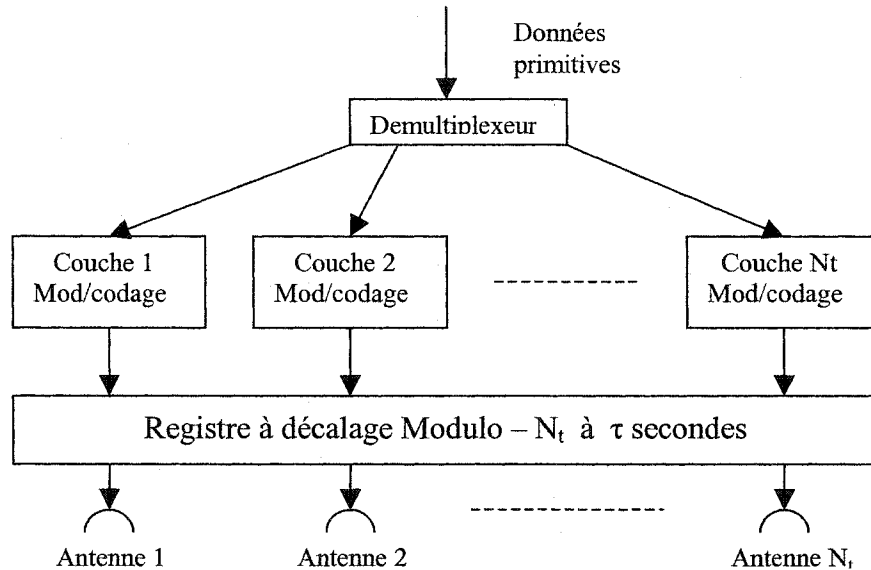 Données
primitives
Demultiplexeur
Couche 1
Mod/codage
Couche 2
Mod/codage
Couche Nt
Mod/codage
Registre à décalage Modulo – Nₜ à τ secondes
Antenne 1
Antenne 2
Antenne Nₜ